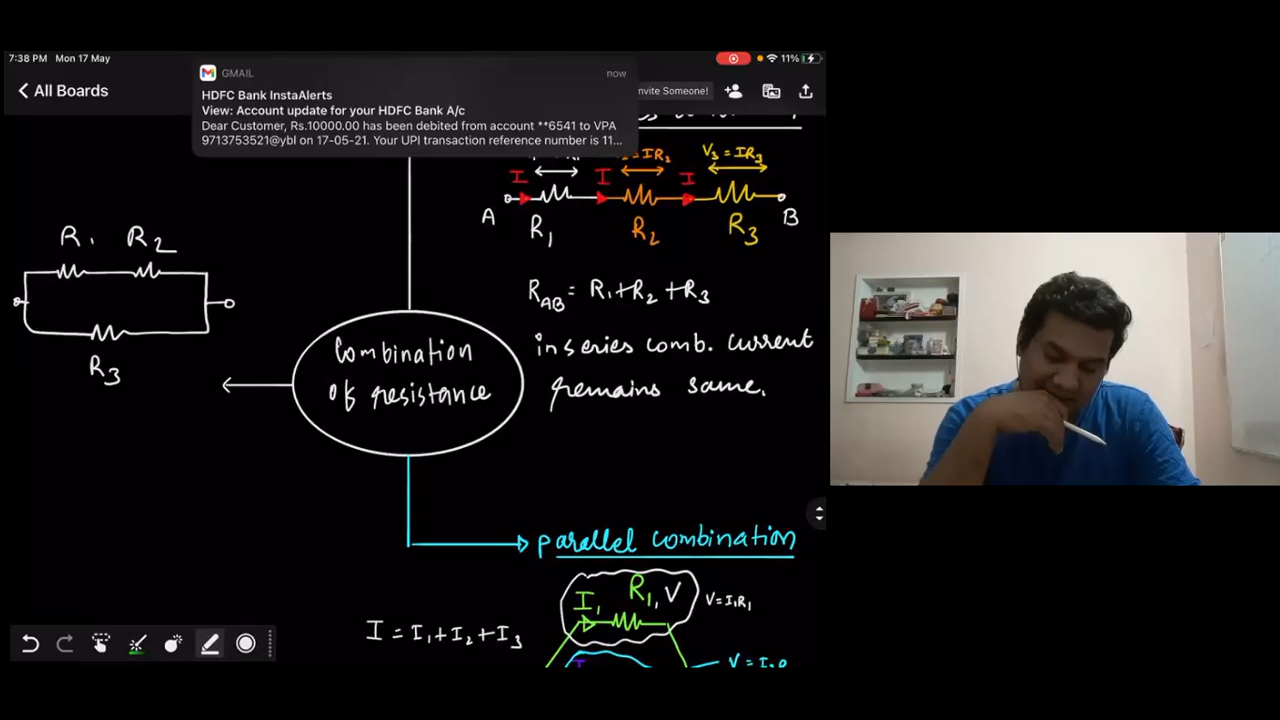 7:38 PM Mon 17 May
11%
All Boards
GMAIL
now
HDFC Bank InstaAlerts
View: Account update for your HDFC Bank A/c
Dear Customer, Rs.10000.00 has been debited from account **6541 to VPA
9713753521@ybl on 17-05-21. Your UPI transaction reference number is 11...
nvite Someone!
=IR2
V3 = IR3
I
I
I
A
B
R1
R2
R3
R1 R2
R3
RAB = R1+R2+R3
in series comb. current
remains same.
Combination
of resistance
parallel combination
I1
R1, V
V=I1R1
I = I1+I2+I3